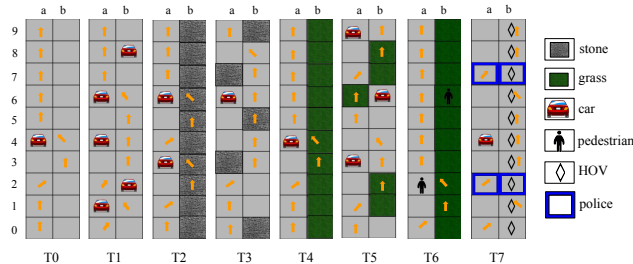 a b a b a b a b a b a b a b a b
9
8
7
6
5
4
3
2
1
0
stone
grass
car
pedestrian
HOV
police
T0 T1 T2 T3 T4 T5 T6 T7